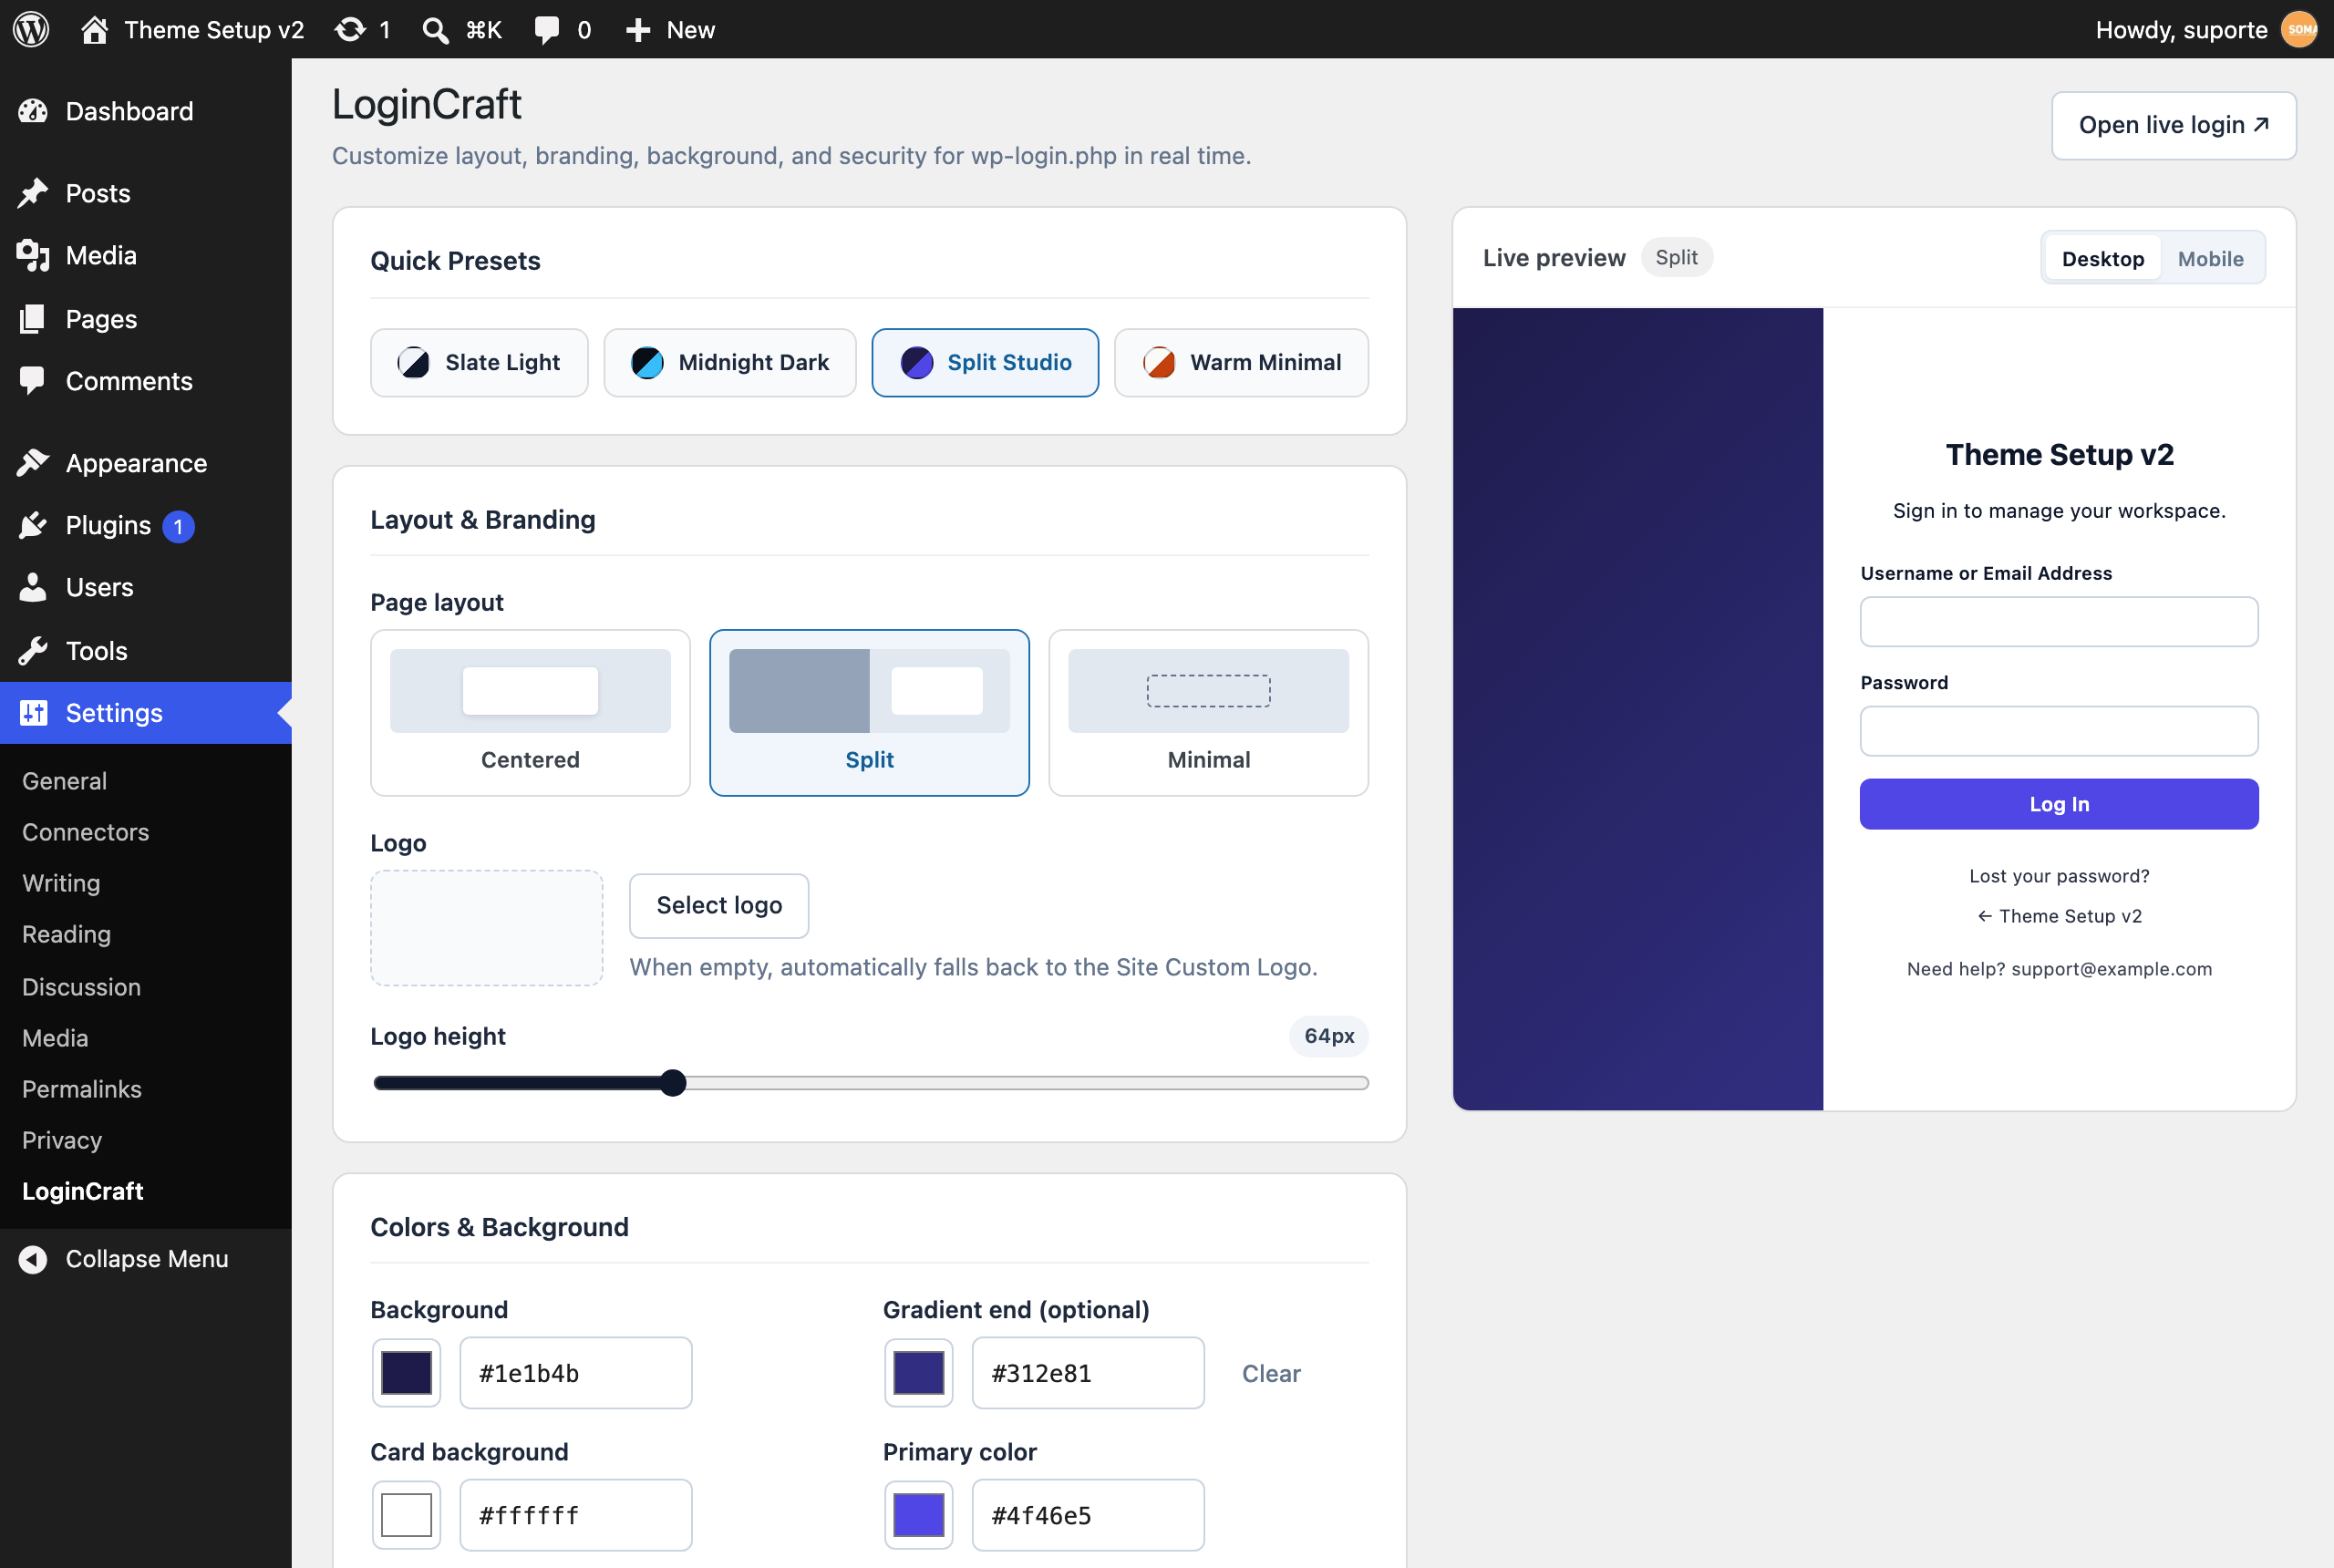 Theme Setup v2
1
⌘K
0
New
Howdy, suporte
SOMA
Dashboard
Posts
Media
Pages
Comments
Appearance
Plugins 1
Users
Tools
Settings
General
Connectors
Writing
Reading
Discussion
Media
Permalinks
Privacy
LoginCraft
Collapse Menu
LoginCraft
Customize layout, branding, background, and security for wp-login.php in real time.
Open live login ↗
Quick Presets
Slate Light
Midnight Dark
Split Studio
Warm Minimal
Layout & Branding
Page layout
Centered
Split
Minimal
Logo
Select logo
When empty, automatically falls back to the Site Custom Logo.
Logo height
64px
Colors & Background
Background
#1e1b4b
Gradient end (optional)
#312e81
Clear
Card background
#ffffff
Primary color
#4f46e5
Live preview
Split
Desktop
Mobile
Theme Setup v2
Sign in to manage your workspace.
Username or Email Address
Password
Log In
Lost your password?
← Theme Setup v2
Need help? support@example.com